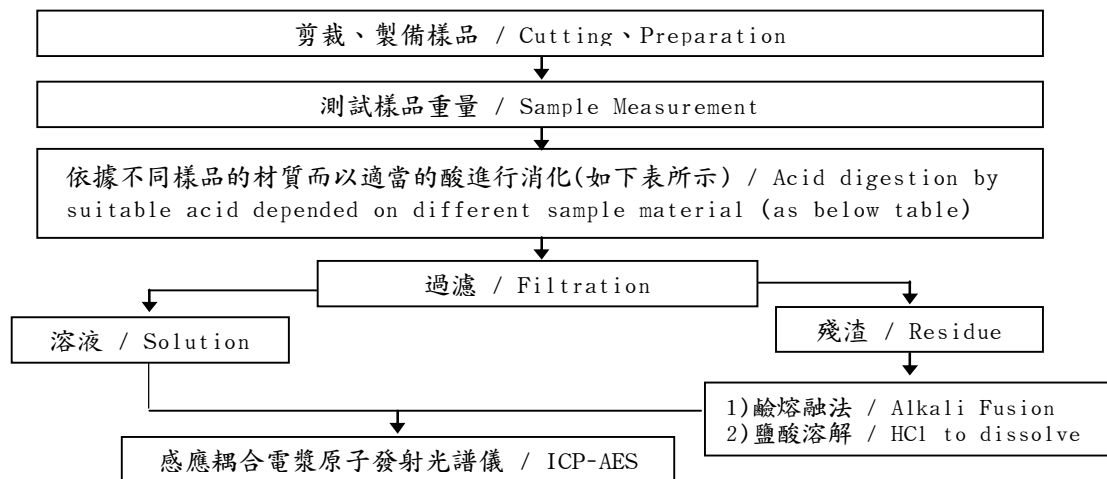 剪裁、製備樣品 / Cutting、Preparation
測試樣品重量 / Sample Measurement
依據不同樣品的材質而以適當的酸進行消化(如下表所示) / Acid digestion by
suitable acid depended on different sample material (as below table)
過濾 / Filtration
溶液 / Solution
殘渣 / Residue
1)鹼熔融法 / Alkali Fusion
2)鹽酸溶解 / HCl to dissolve
感應耦合電漿原子發射光譜儀 / ICP-AES